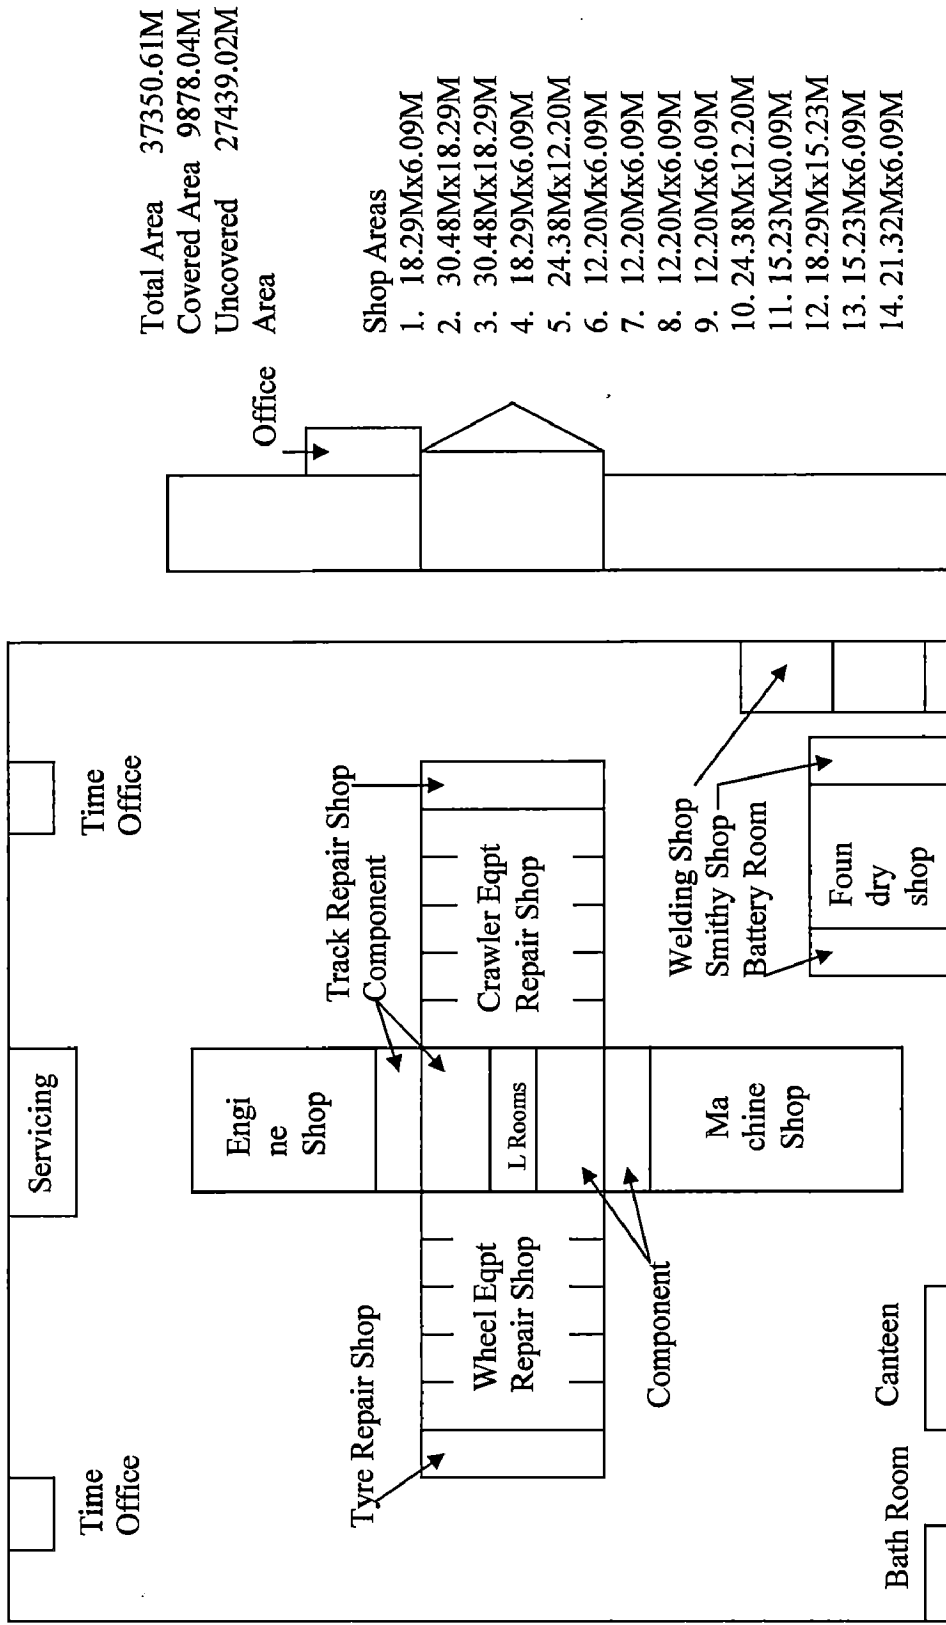 Time
Office
Servicing
Time
Office
Engi
ne
Shop
Tyre Repair Shop
Track Repair Shop
Component
Wheel Eqpt
Repair Shop
L Rooms
Crawler Eqpt
Repair Shop
Component
Ma
chine
Shop
Welding Shop
Smithy Shop
Battery Room
Foun
dry
shop
Bath Room
Canteen
Office
Total Area 37350.61M
Covered Area 9878.04M
Uncovered 27439.02M
Area
Shop Areas
1. 18.29Mx6.09M
2. 30.48Mx18.29M
3. 30.48Mx18.29M
4. 18.29Mx6.09M
5. 24.38Mx12.20M
6. 12.20Mx6.09M
7. 12.20Mx6.09M
8. 12.20Mx6.09M
9. 12.20Mx6.09M
10. 24.38Mx12.20M
11. 15.23Mx0.09M
12. 18.29Mx15.23M
13. 15.23Mx6.09M
14. 21.32Mx6.09M